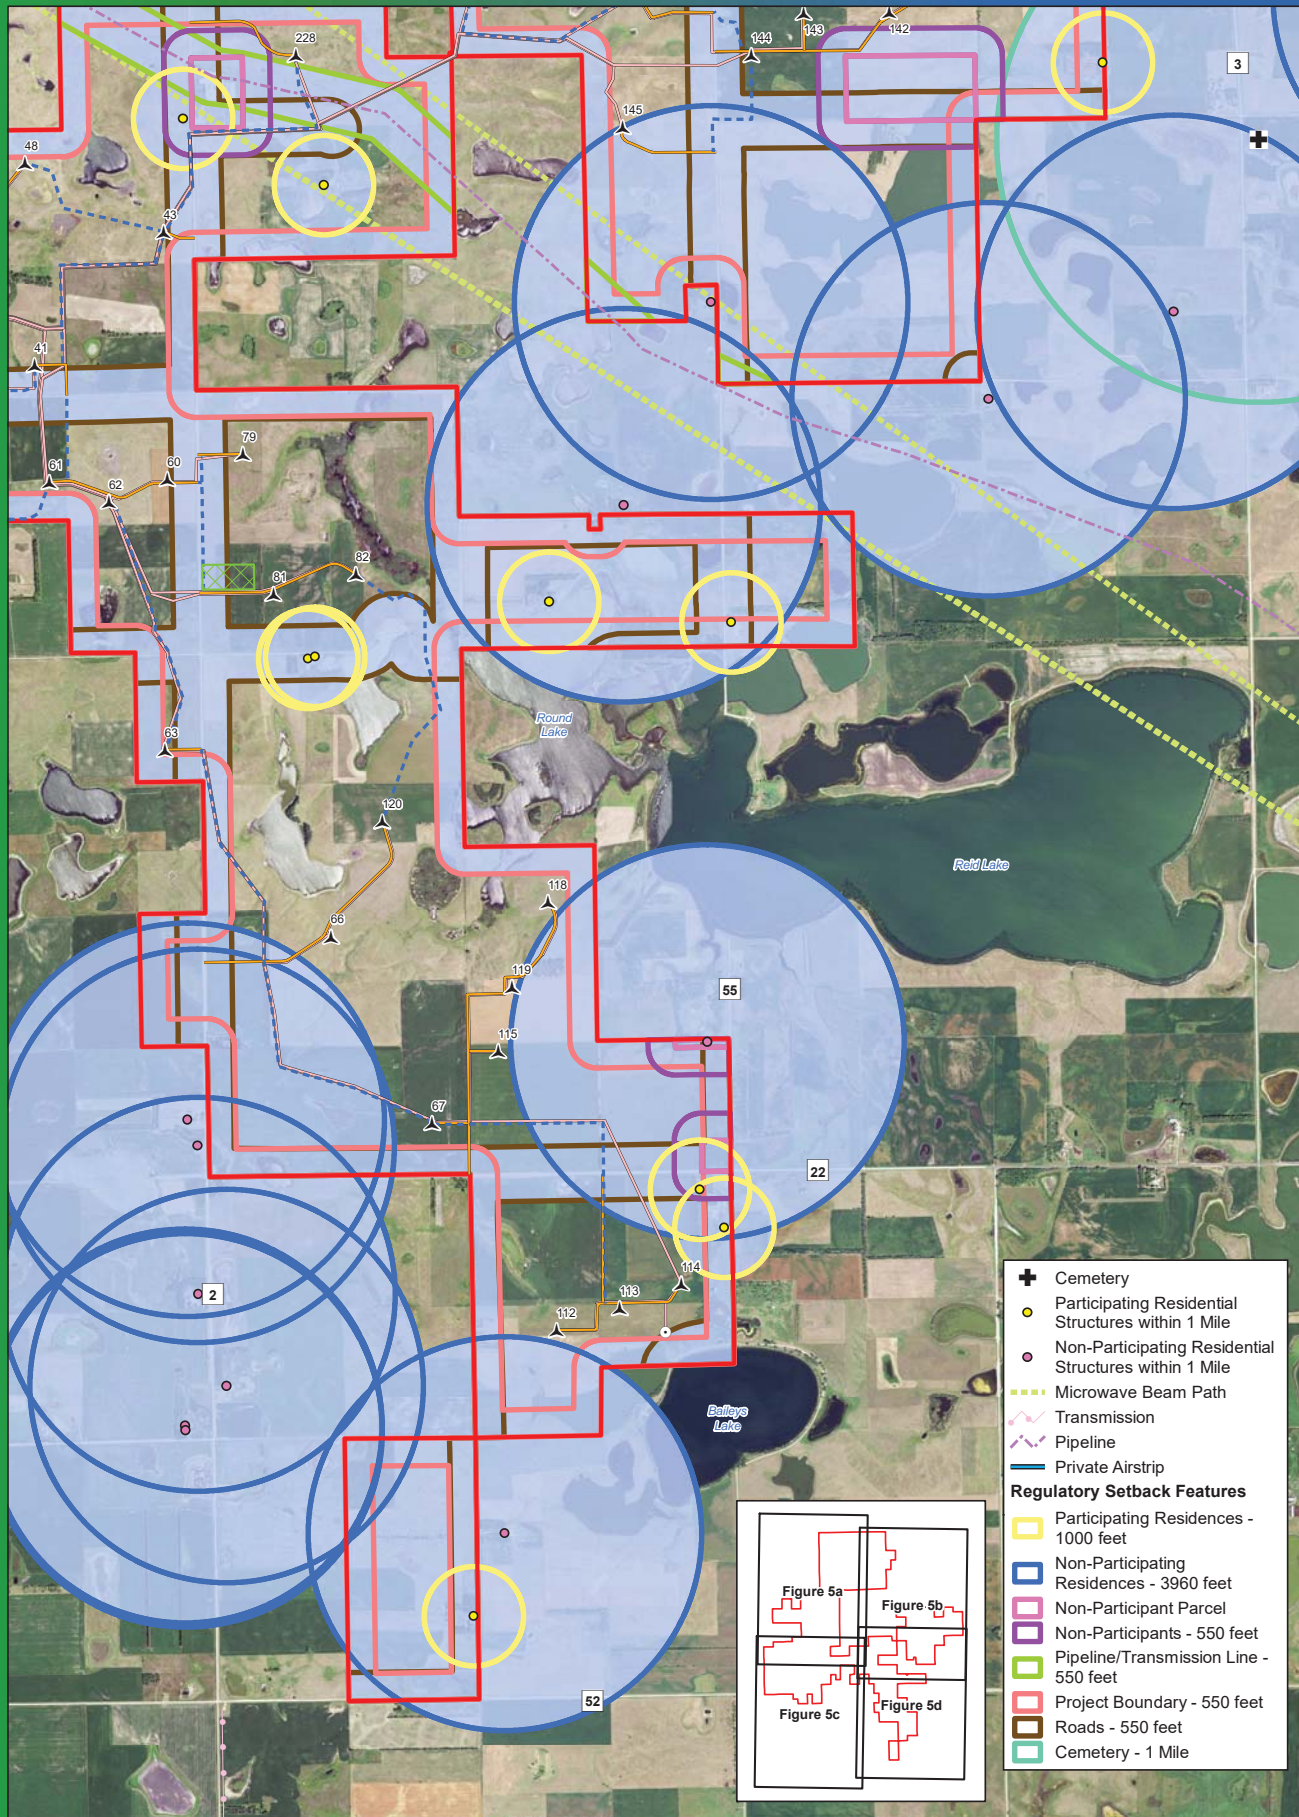 228
144
143
142
3
145
48
43
41
79
61
60
62
82
81
Round
Lake
63
120
Reid Lake
118
66
119
55
115
67
22
114
113
112
2
Baileys
Lake
52
Cemetery
Participating Residential
Structures within 1 Mile
Non-Participating Residential
Structures within 1 Mile
Microwave Beam Path
Transmission
Pipeline
Private Airstrip
Regulatory Setback Features
Participating Residences -
1000 feet
Non-Participating
Residences - 3960 feet
Non-Participant Parcel
Non-Participants - 550 feet
Pipeline/Transmission Line -
550 feet
Project Boundary - 550 feet
Roads - 550 feet
Cemetery - 1 Mile
Figure 5a
Figure 5b
Figure 5c
Figure 5d